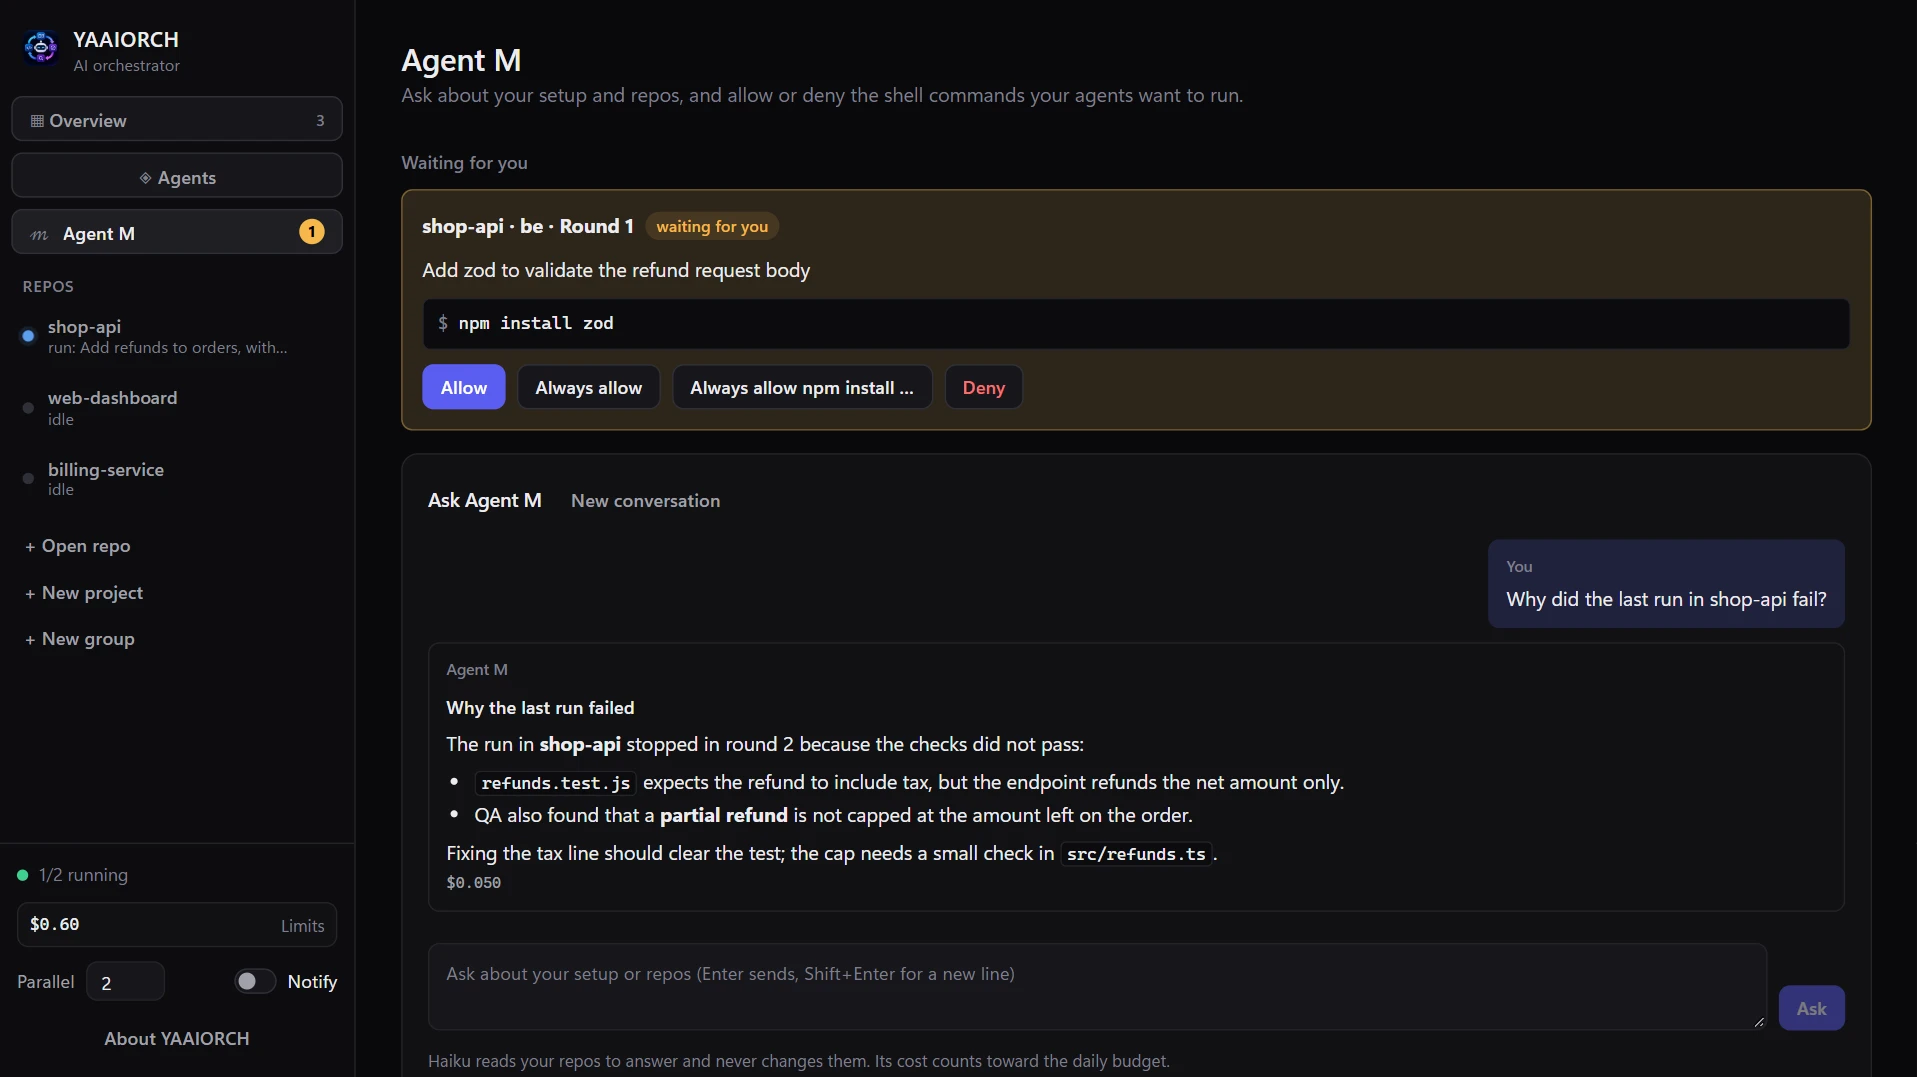 YAAIORCH
AI orchestrator
Overview 3
Agents
m Agent M 1
REPOS
shop-api
run: Add refunds to orders, with...
web-dashboard
idle
billing-service
idle
+ Open repo
+ New project
+ New group
1/2 running
$0.60 Limits
Parallel 2 Notify
About YAAIORCH
Agent M
Ask about your setup and repos, and allow or deny the shell commands your agents want to run.
Waiting for you
shop-api · be · Round 1 waiting for you
Add zod to validate the refund request body
$ npm install zod
Allow Always allow Always allow npm install ... Deny
Ask Agent M New conversation
You
Why did the last run in shop-api fail?
Agent M
Why the last run failed
The run in shop-api stopped in round 2 because the checks did not pass:
• refunds.test.js expects the refund to include tax, but the endpoint refunds the net amount only.
• QA also found that a partial refund is not capped at the amount left on the order.
Fixing the tax line should clear the test; the cap needs a small check in src/refunds.ts.
$0.050
Ask about your setup or repos (Enter sends, Shift+Enter for a new line)
Ask
Haiku reads your repos to answer and never changes them. Its cost counts toward the daily budget.